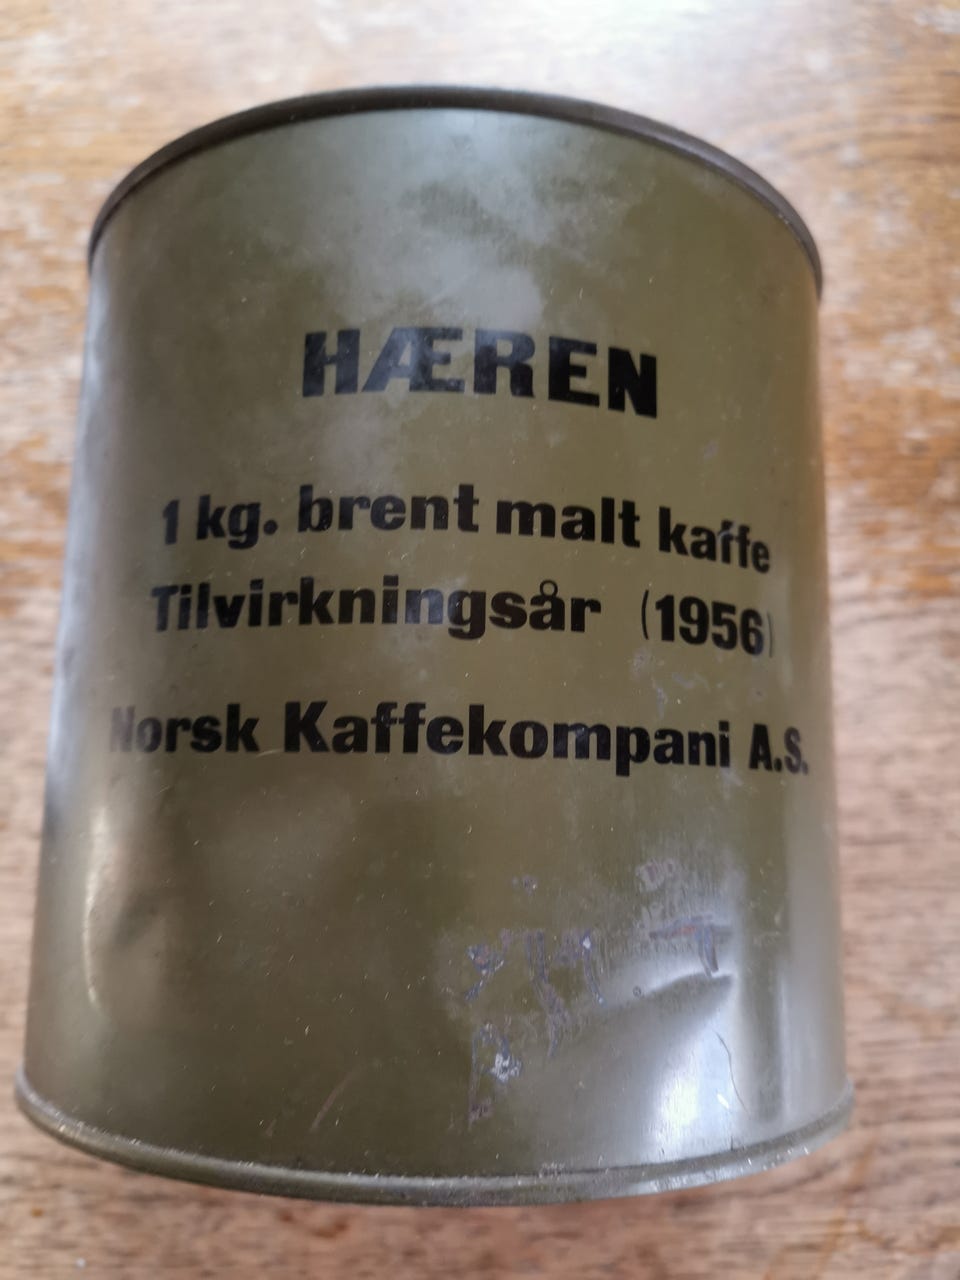 HÆREN
1 kg. brent malt kaffe
Tilvirkningsår (1956)
Norsk Kaffekompani A.S.